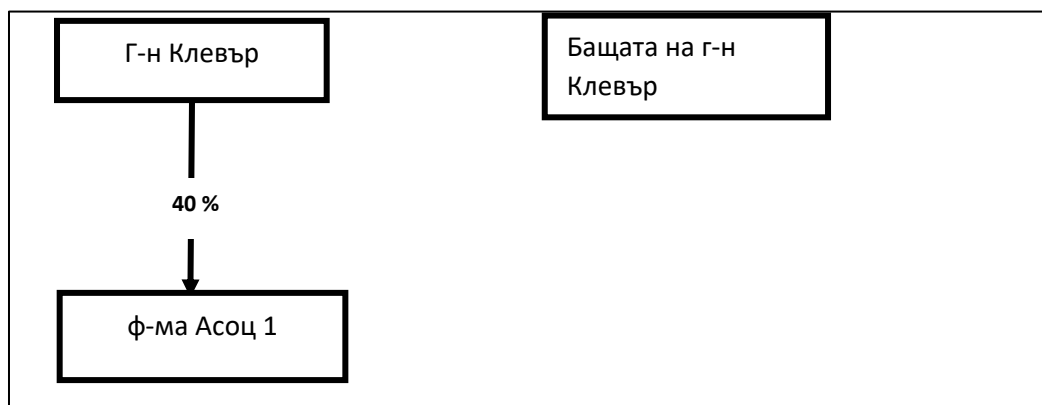 Г-н Клевър
Бащата на г-н
Клевър
40 %
ф-ма Асоц 1